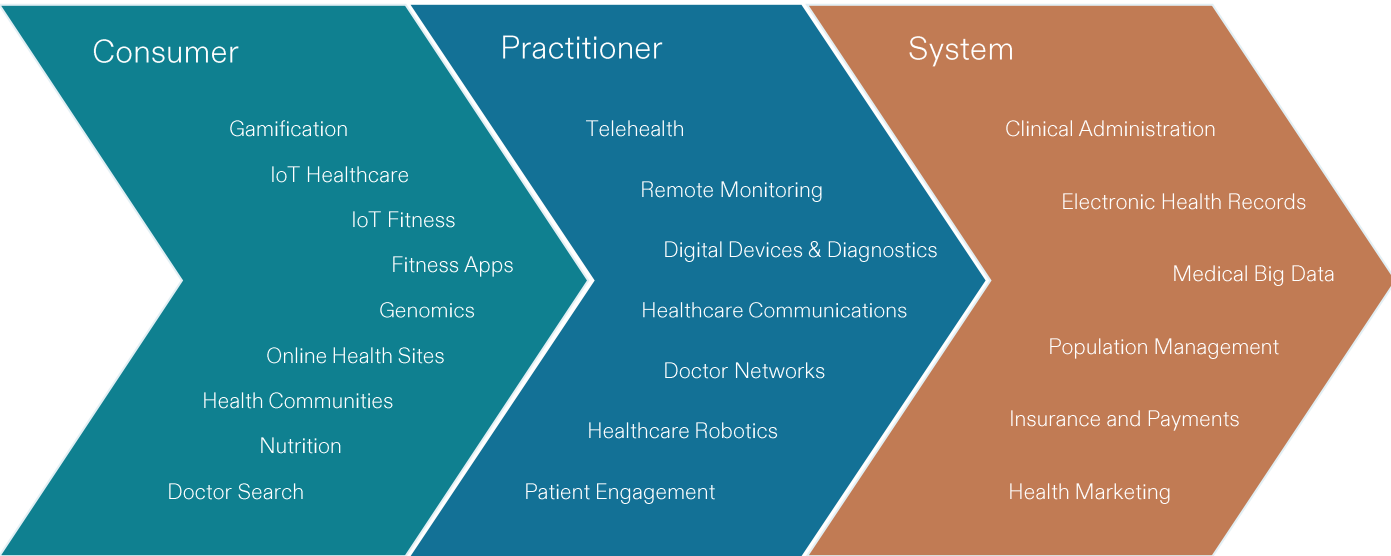 Consumer
Gamification
IoT Healthcare
IoT Fitness
Fitness Apps
Genomics
Online Health Sites
Health Communities
Nutrition
Doctor Search
Practitioner
Telehealth
Remote Monitoring
Digital Devices & Diagnostics
Healthcare Communications
Doctor Networks
Healthcare Robotics
Patient Engagement
System
Clinical Administration
Electronic Health Records
Medical Big Data
Population Management
Insurance and Payments
Health Marketing